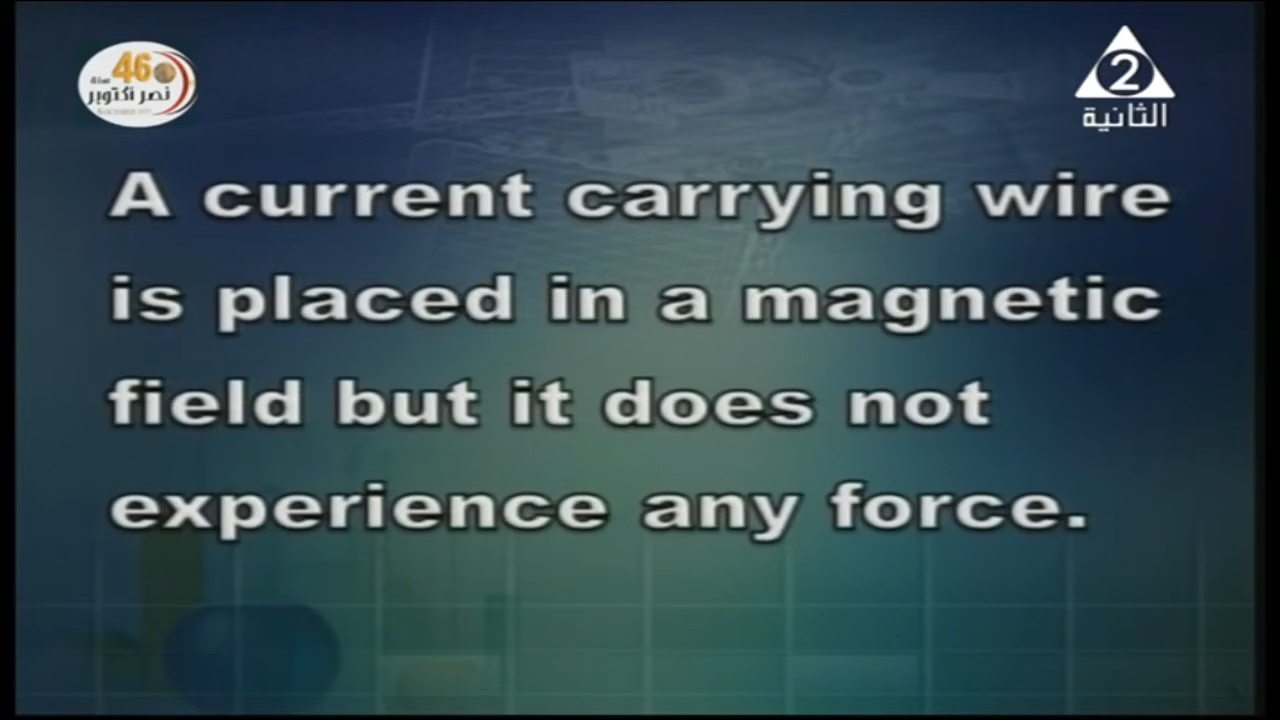 46
سنة
نصر أكتوبر
2
الثانية
A current carrying wire
is placed in a magnetic
field but it does not
experience any force.